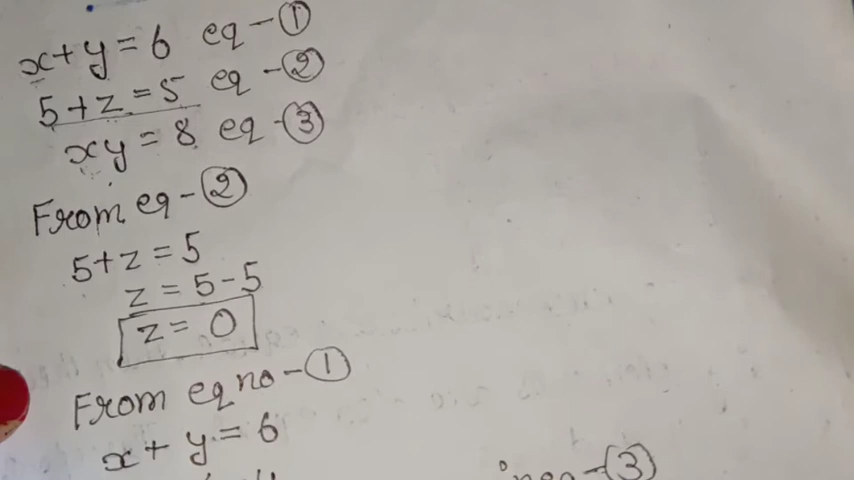 x+y=6 eq-①
5+z=5 eq-②
xy=8 eq-③
From eq-②
5+z=5
z=5-5
z=0
From eq no-①
x+y=6
-③